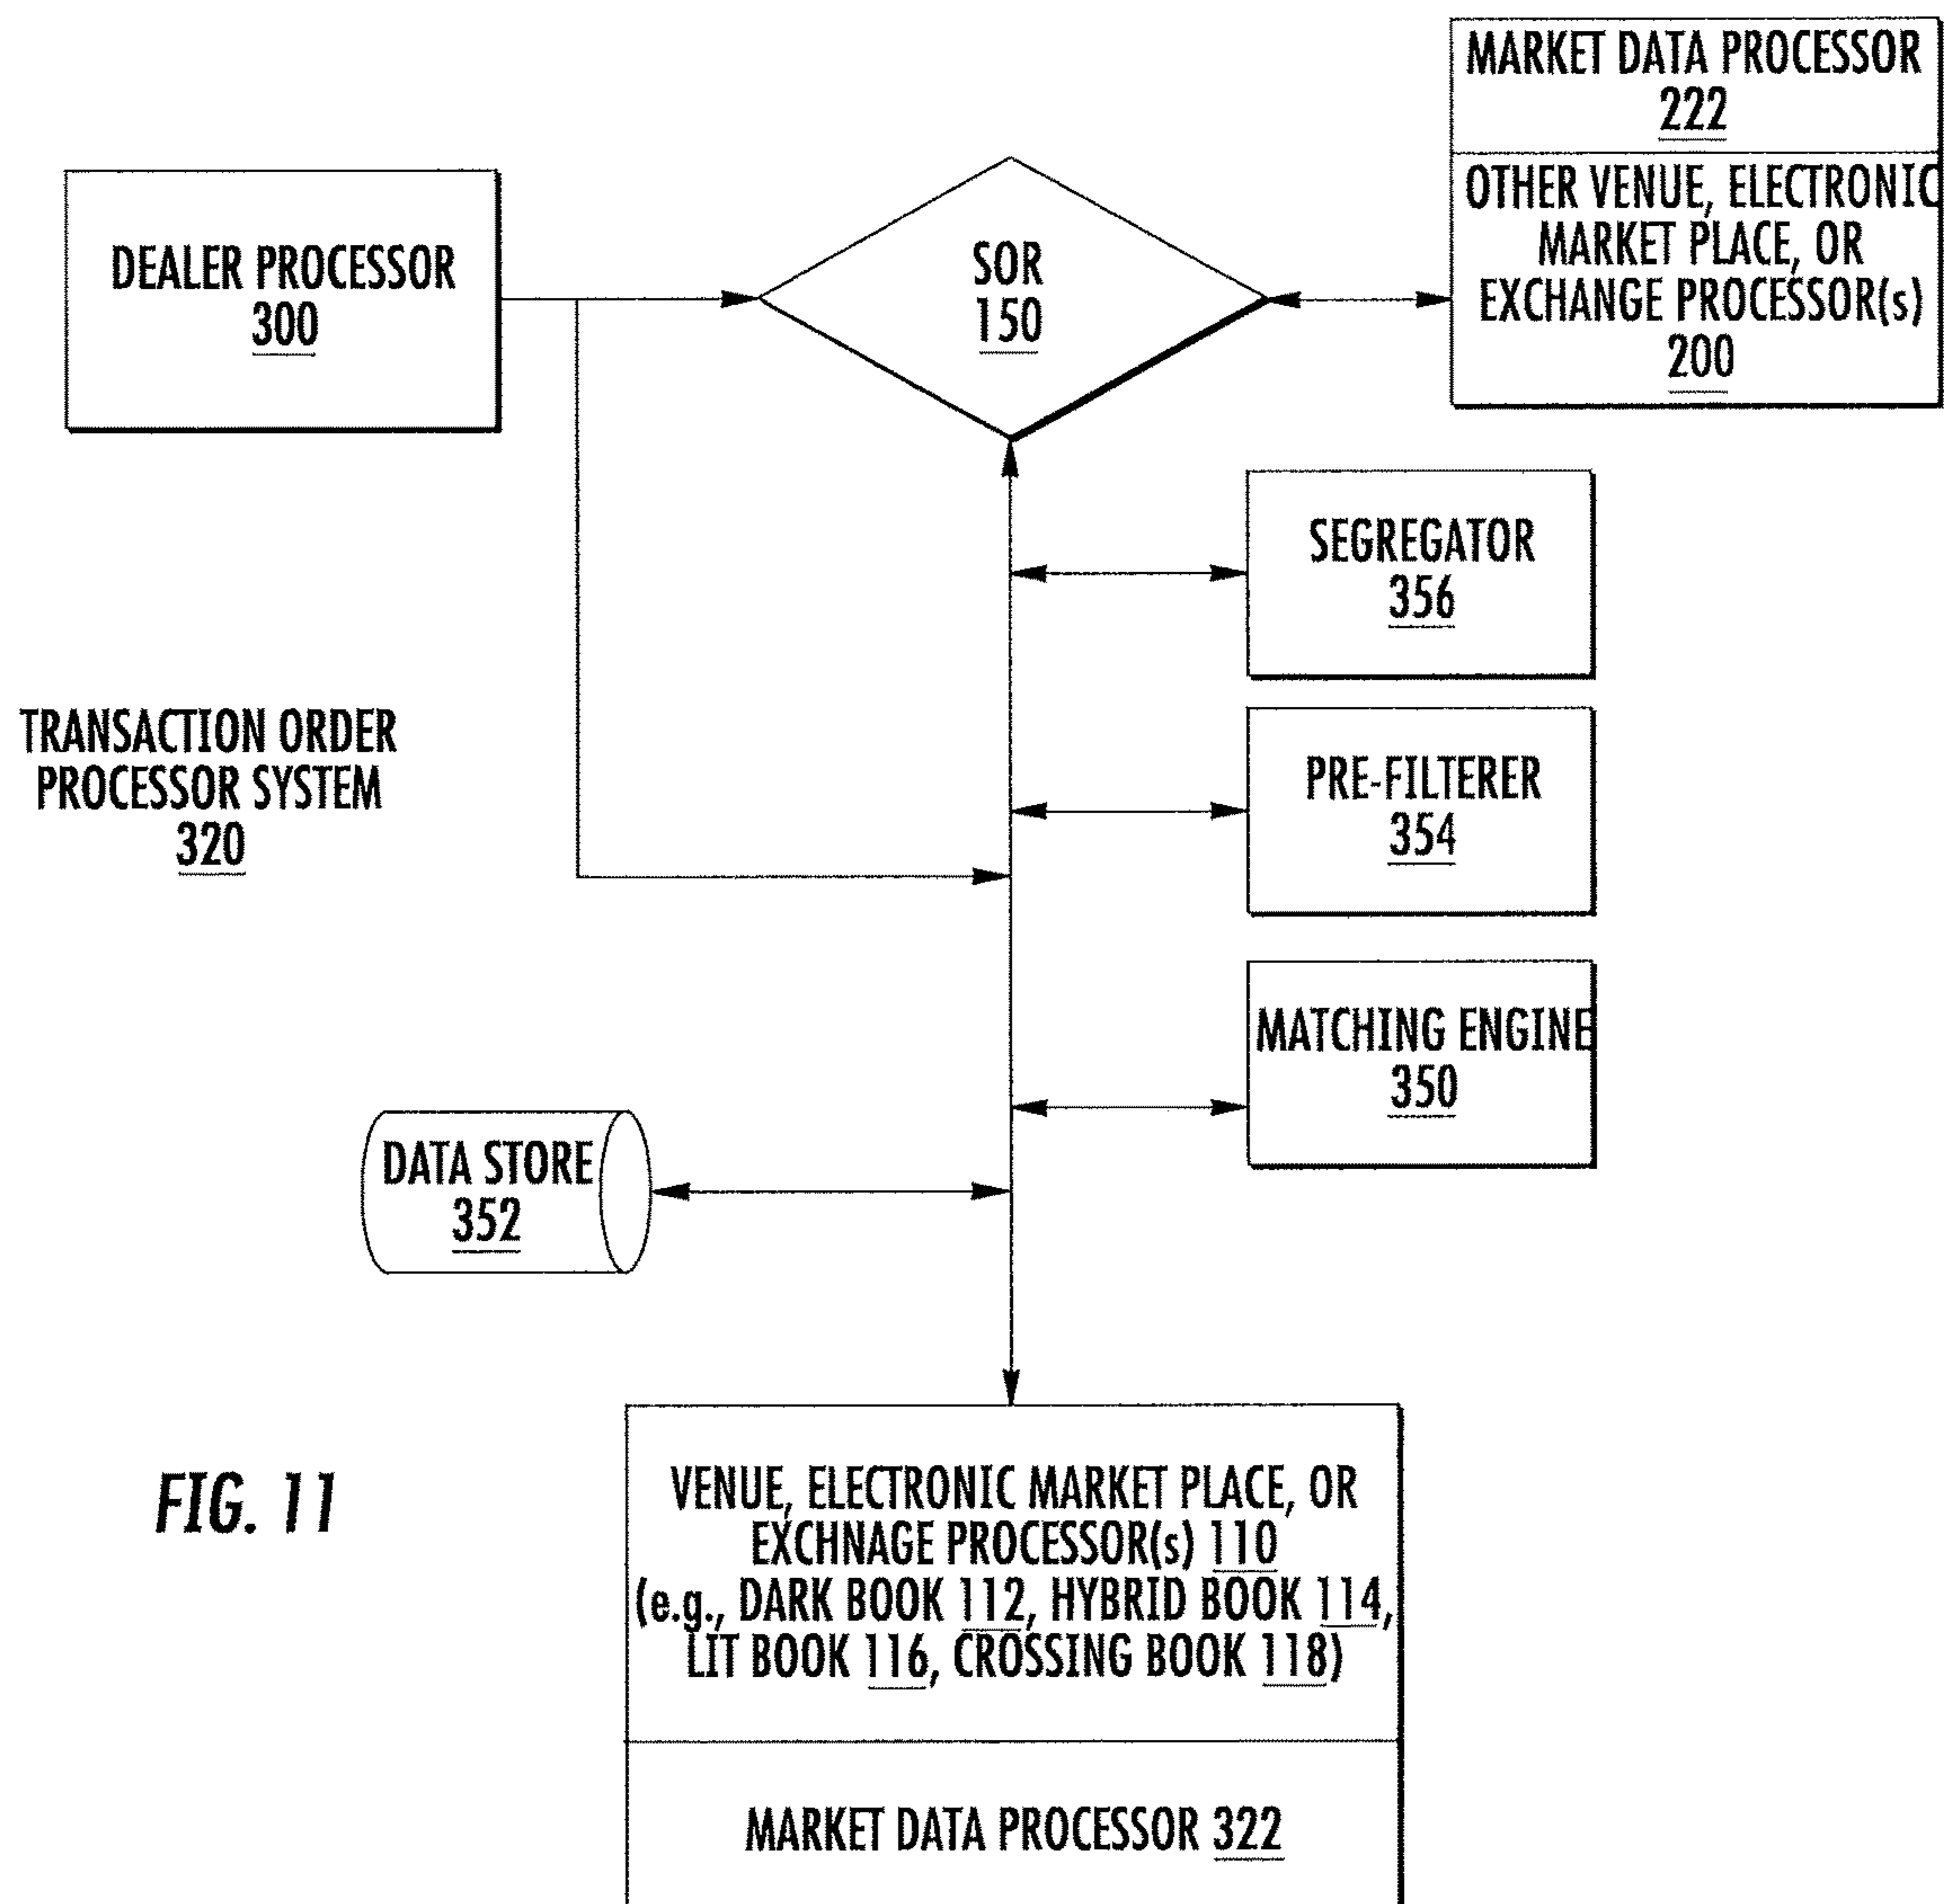 MARKET DATA PROCESSOR
222
OTHER VENUE, ELECTRONIC
MARKET PLACE, OR
EXCHANGE PROCESSOR(s)
200
DEALER PROCESSOR
300
SOR
150
SEGREGATOR
356
TRANSACTION ORDER
PROCESSOR SYSTEM
320
PRE-FILTERER
354
MATCHING ENGINE
350
DATA STORE
352
VENUE, ELECTRONIC MARKET PLACE, OR
EXCHNAGE PROCESSOR(s) 110
(e.g., DARK BOOK 112, HYBRID BOOK 114,
LIT BOOK 116, CROSSING BOOK 118)
MARKET DATA PROCESSOR 322
FIG. 11